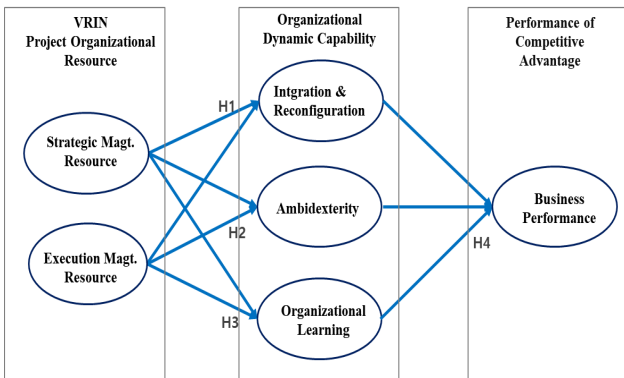 VRIN
Project Organizational
Resource
Strategic Magt.
Resource
Execution Magt.
Resource
H1
H2
H3
Organizational
Dynamic Capability
Intgration &
Reconfiguration
Ambidexterity
Organizational
Learning
H4
Performance of
Competitive
Advantage
Business
Performance